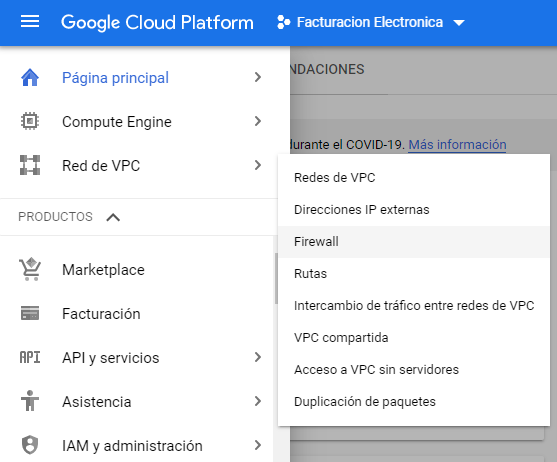 Google Cloud Platform Facturacion Electronica
Página principal
NDACIONES
Compute Engine
durante el COVID-19. Más información
Red de VPC
Redes de VPC
Direcciones IP externas
Firewall
Rutas
Intercambio de tráfico entre redes de VPC
VPC compartida
Acceso a VPC sin servidores
Duplicación de paquetes
PRODUCTOS
Marketplace
Facturación
API API y servicios
Asistencia
IAM y administración